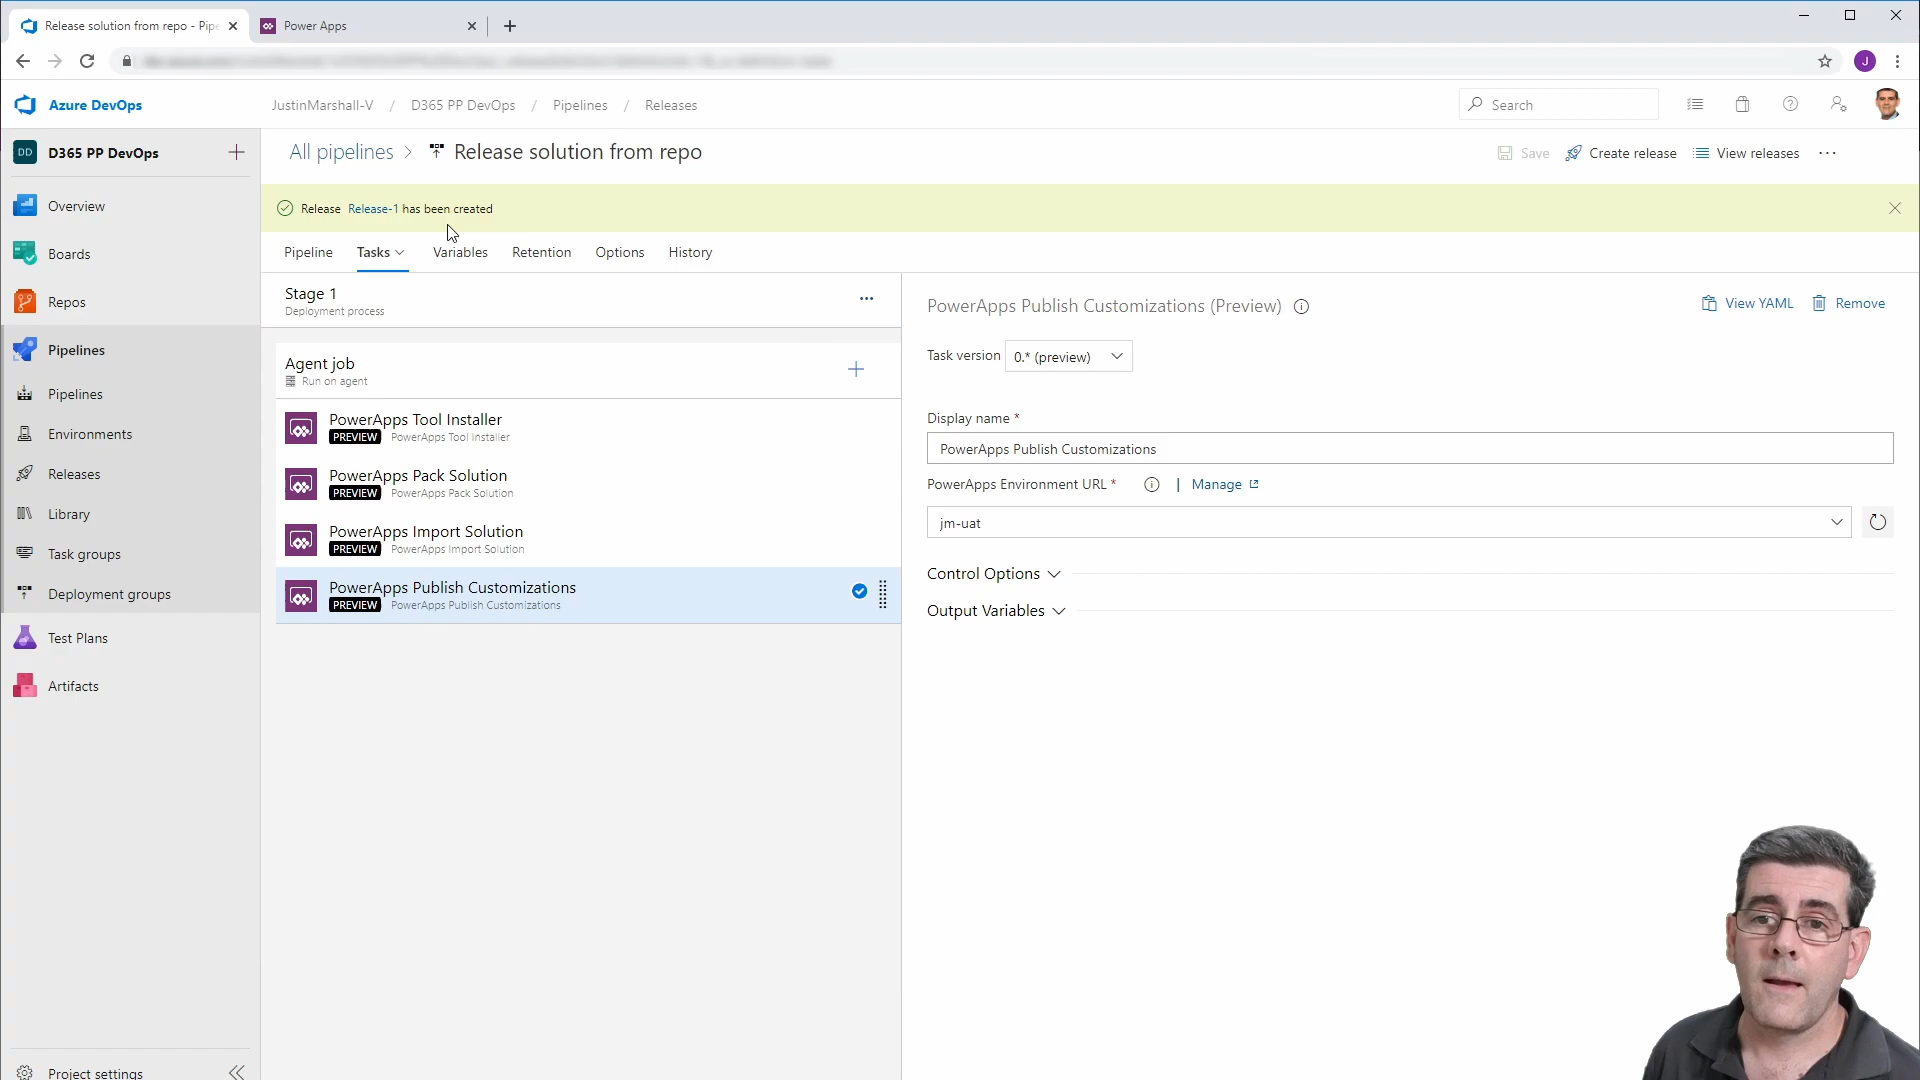 Release solution from repo - Pipe
Power Apps
J
Azure DevOps
JustinMarshall-V / D365 PP DevOps / Pipelines / Releases
Search
DD D365 PP DevOps
All pipelines > Release solution from repo
Save
Create release
View releases
Release Release-1 has been created
Overview
Boards
Repos
Pipelines
Pipelines
Environments
Releases
Library
Task groups
Deployment groups
Test Plans
Artifacts
Project settings
Pipeline
Tasks
Variables
Retention
Options
History
Stage 1
Deployment process
Agent job
Run on agent
PowerApps Tool Installer
PREVIEW PowerApps Tool Installer
PowerApps Pack Solution
PREVIEW PowerApps Pack Solution
PowerApps Import Solution
PREVIEW PowerApps Import Solution
PowerApps Publish Customizations
PREVIEW PowerApps Publish Customizations
PowerApps Publish Customizations (Preview)
View YAML
Remove
Task version 0.* (preview)
Display name *
PowerApps Publish Customizations
PowerApps Environment URL * | Manage
jm-uat
Control Options
Output Variables